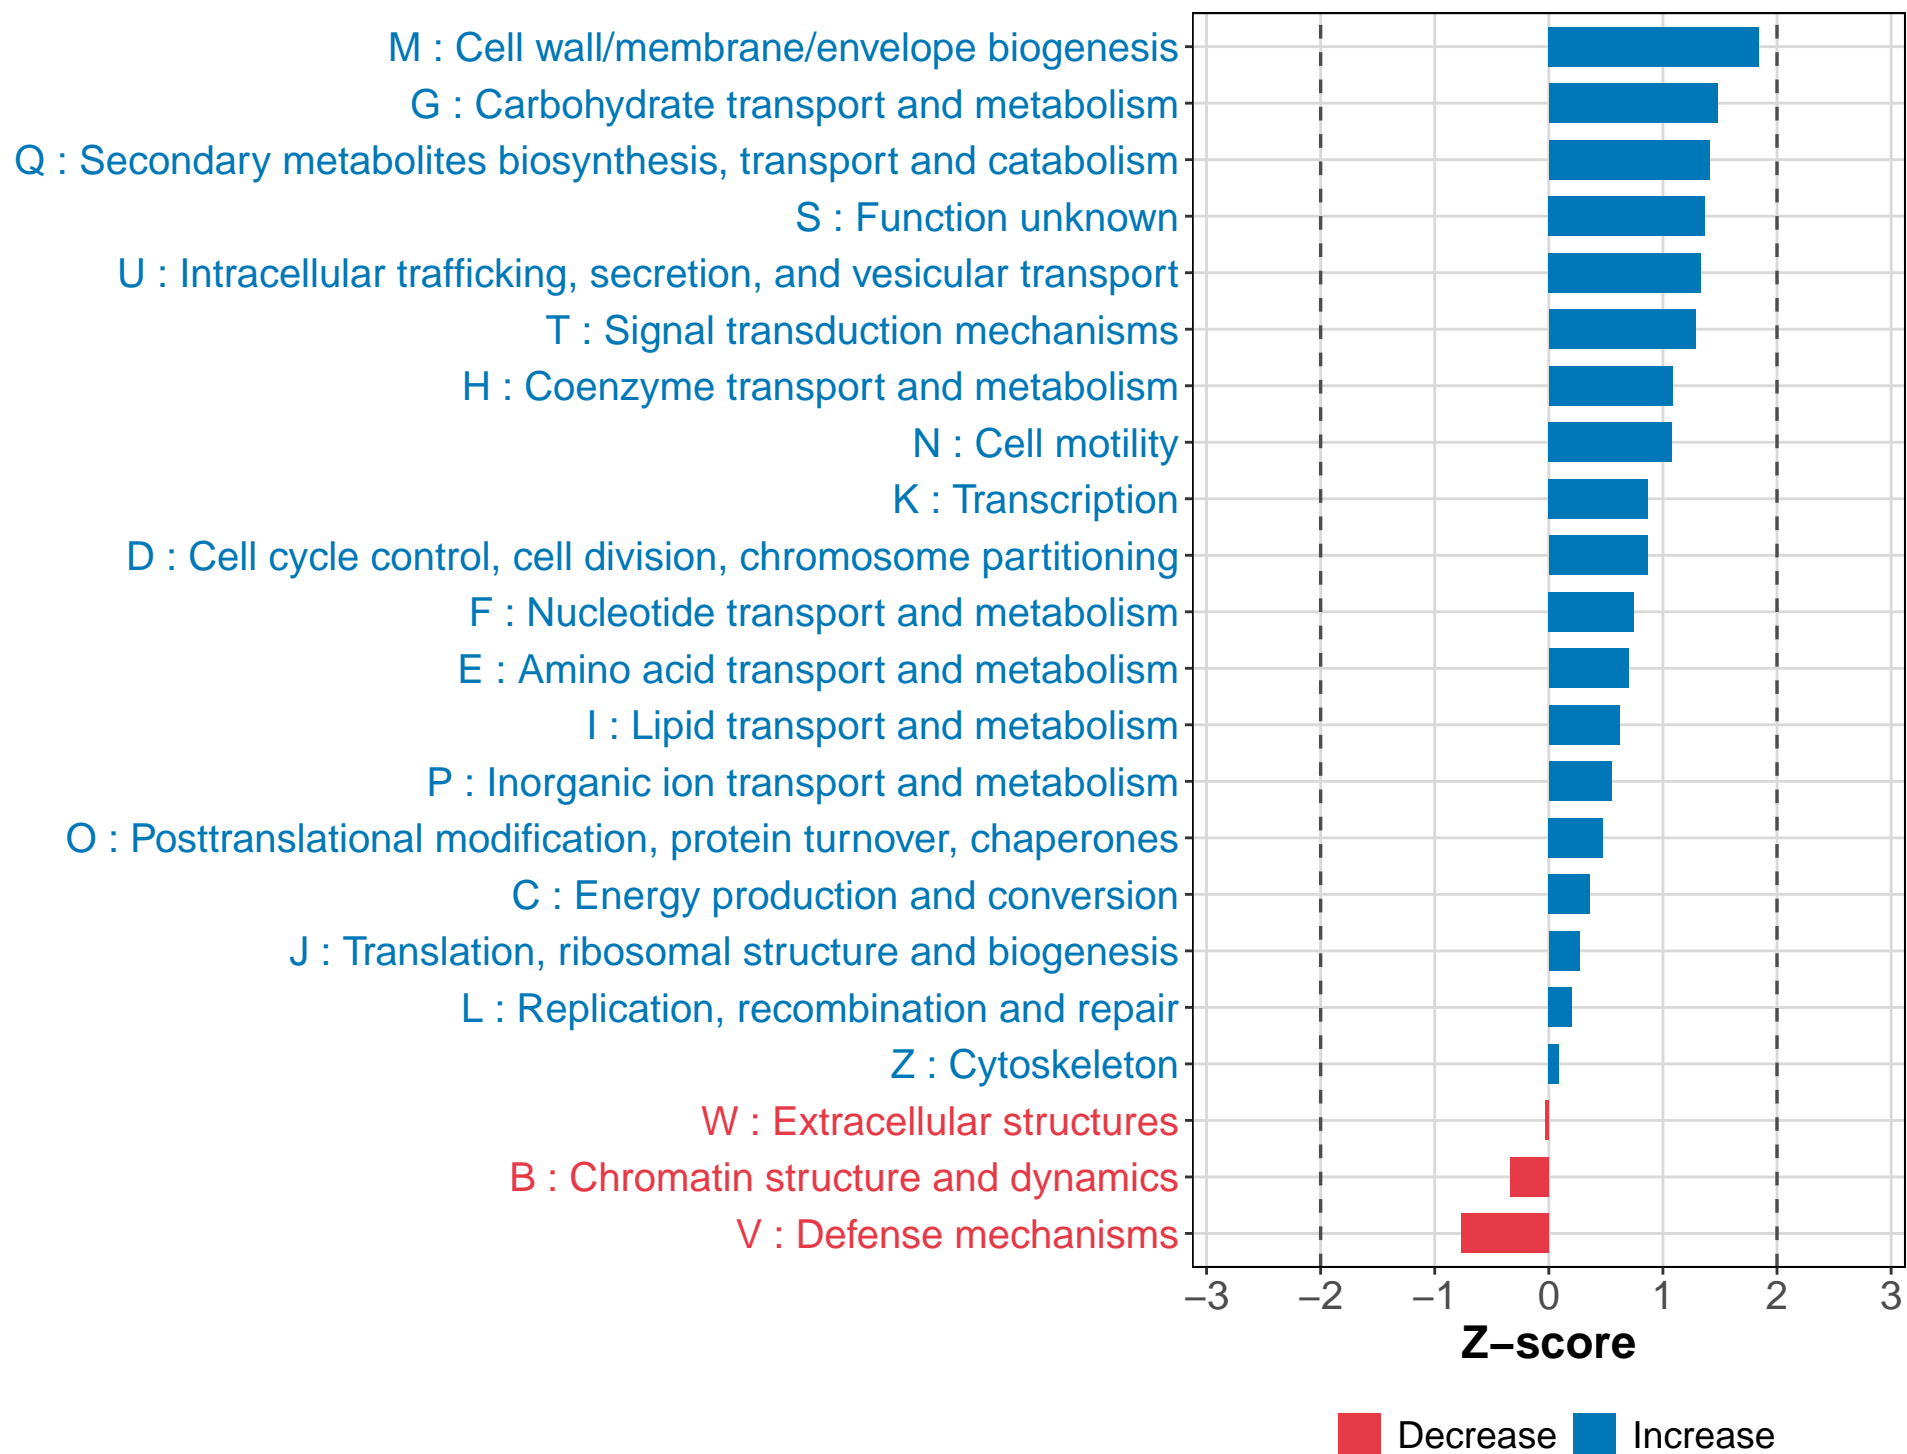 M : Cell wall/membrane/envelope biogenesis
G : Carbohydrate transport and metabolism
Q : Secondary metabolites biosynthesis, transport and catabolism
S : Function unknown
U : Intracellular trafficking, secretion, and vesicular transport
T : Signal transduction mechanisms
H : Coenzyme transport and metabolism
N : Cell motility
K : Transcription
D : Cell cycle control, cell division, chromosome partitioning
F : Nucleotide transport and metabolism
E : Amino acid transport and metabolism
I : Lipid transport and metabolism
P : Inorganic ion transport and metabolism
O : Posttranslational modification, protein turnover, chaperones
C : Energy production and conversion
J : Translation, ribosomal structure and biogenesis
L : Replication, recombination and repair
Z : Cytoskeleton
W : Extracellular structures
B : Chromatin structure and dynamics
V : Defense mechanisms
−3 −2 −1 0 1 2 3
Z−score
Decrease Increase